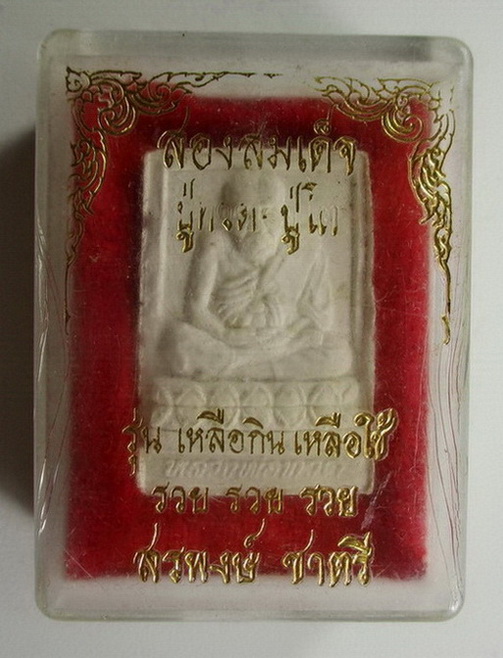 สองสมเด็จ
ปู่ทวด ปู่โต
รุ่น เหลือกิน เหลือใช้
รวย รวย รวย
สรพงษ์ ชาตรี